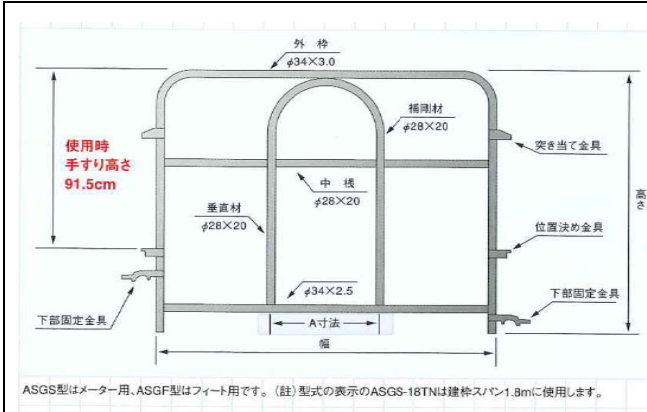 外 枠
φ34×3.0
補剛材
φ28×20
使用時
手すり高さ
91.5cm
突き当て金具
中 桟
φ28×20
高さ
垂直材
φ28×20
位置決め金具
φ34×2.5
下部固定金具
下部固定金具
A寸法
幅
ASGS型はメーター用、ASGF型はフィート用です。（註）型式の表示のASGS-18TNは建枠スパン1.8mに使用します。